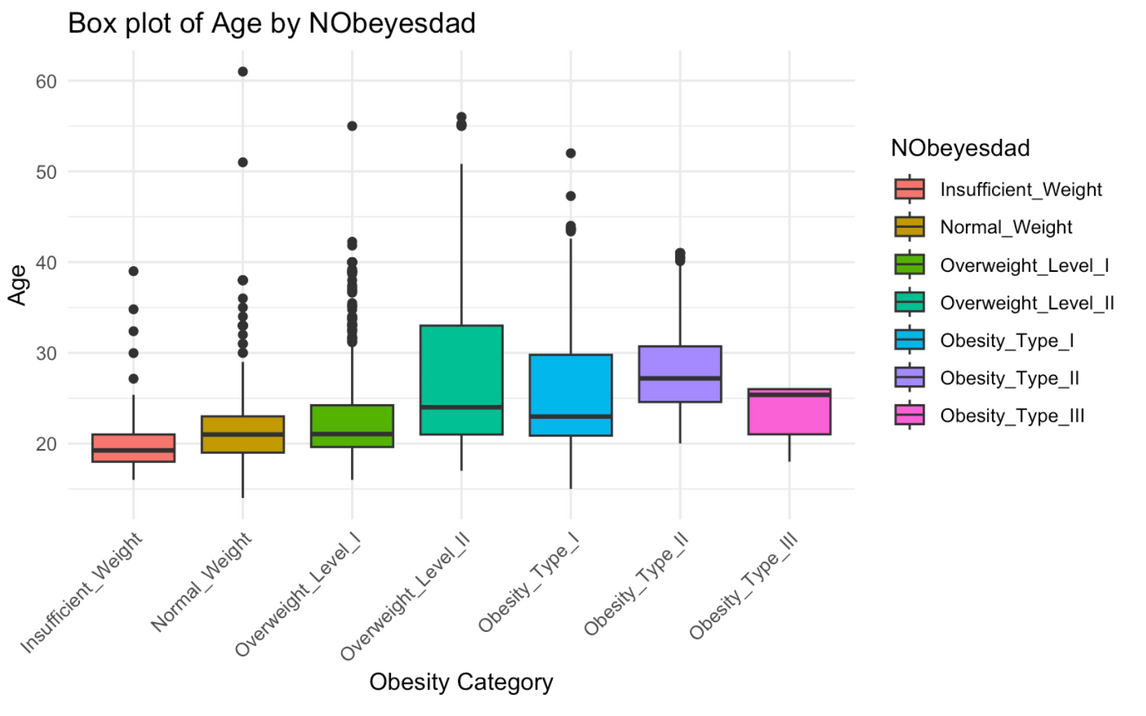 Box plot of Age by NObeyesdad
60
50
40
30
20
Age
Insufficient_Weight
Normal_Weight
Overweight_Level_I
Overweight_Level_II
Obesity_Type_I
Obesity_Type_II
Obesity_Type_III
Obesity Category
NObeyesdad
Insufficient_Weight
Normal_Weight
Overweight_Level_I
Overweight_Level_II
Obesity_Type_I
Obesity_Type_II
Obesity_Type_III